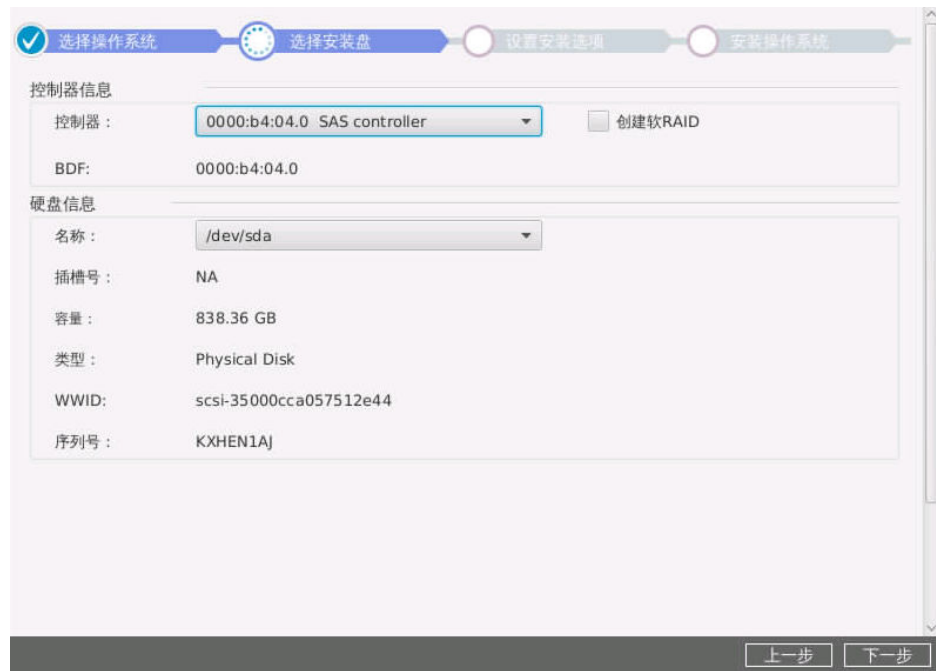 选择操作系统 选择安装盘 设置安装选项 安装操作系统
控制器信息
控制器： 0000:b4:04.0 SAS controller 创建软RAID
BDF: 0000:b4:04.0
硬盘信息
名称： /dev/sda
插槽号： NA
容量： 838.36 GB
类型： Physical Disk
WWID: scsi-35000cca057512e44
序列号： KXHEN1AJ
上一步 下一步